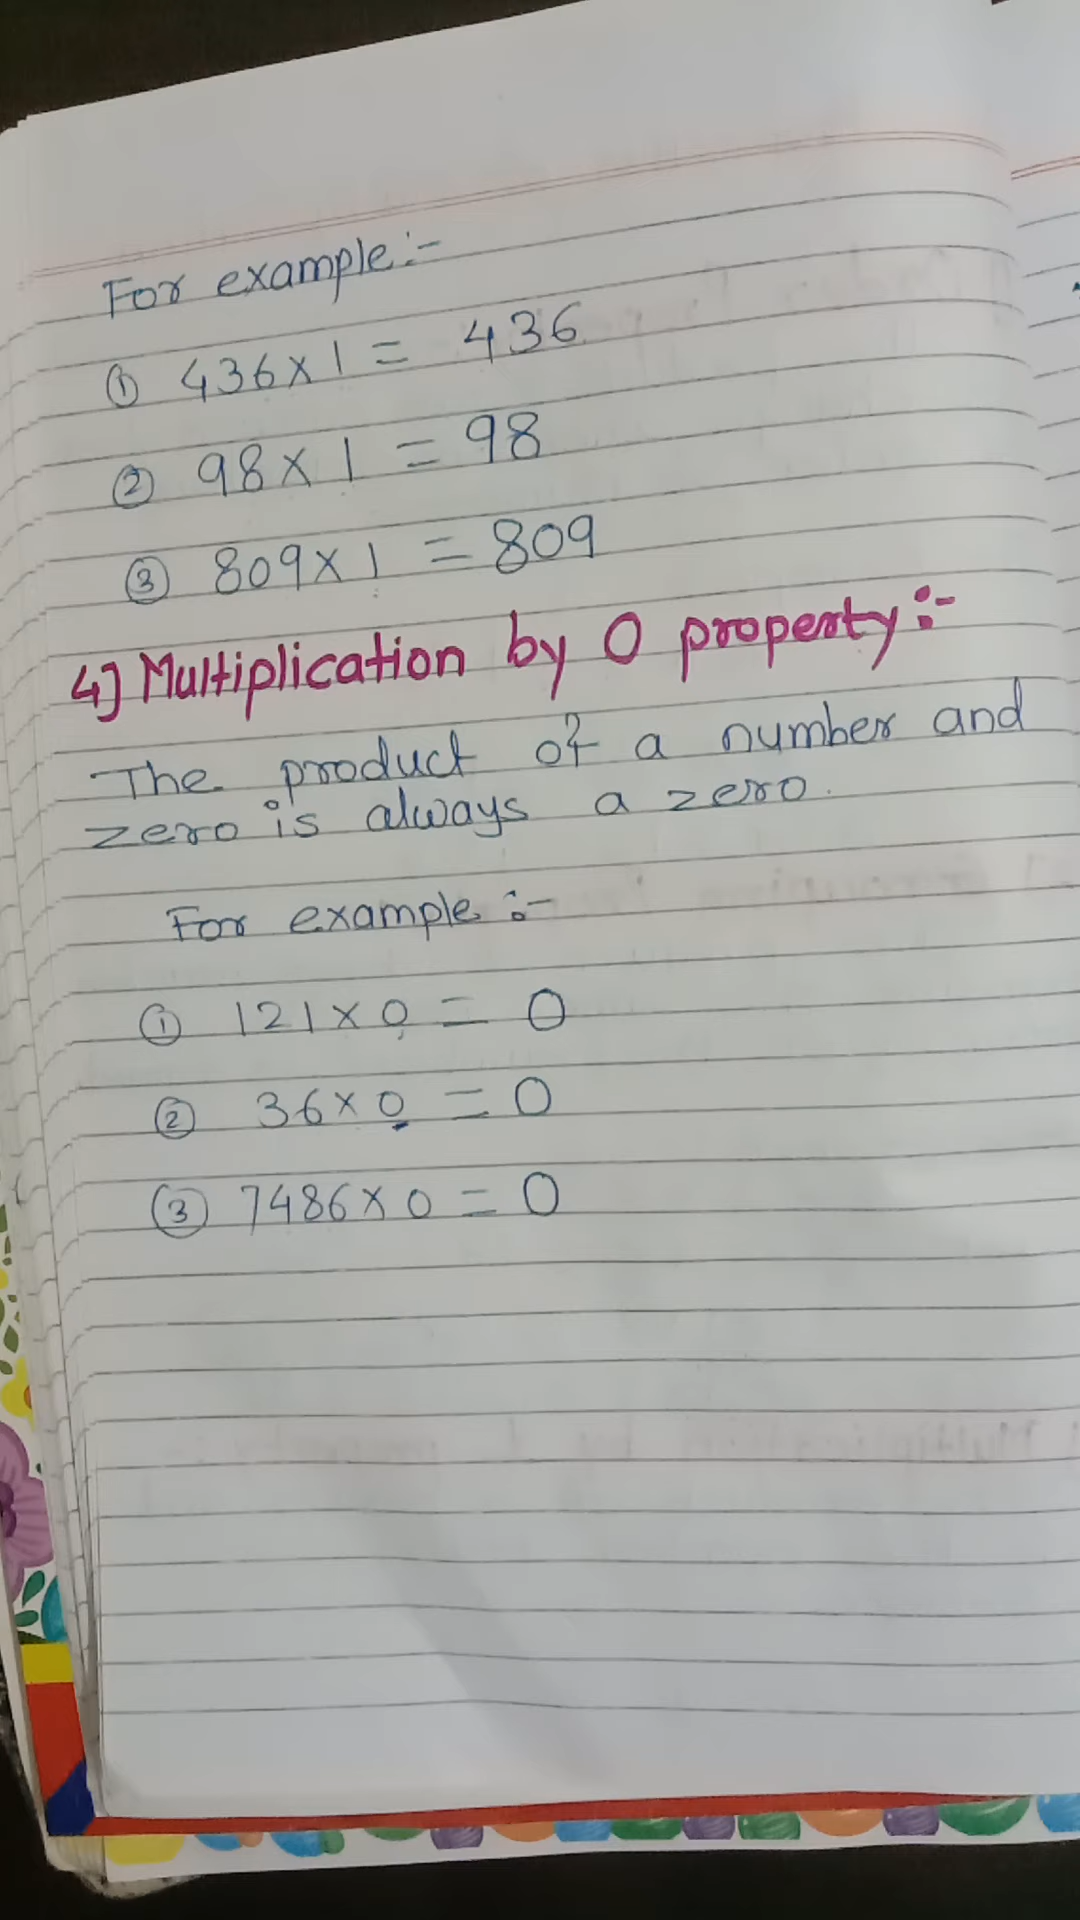 For example:-
① 436 × 1 = 436
② 98 × 1 = 98
③ 809 × 1 = 809
4) Multiplication by 0 property:-
The product of a number and
zero is always a zero.
For example:-
① 121 × 0 = 0
② 36 × 0 = 0
③ 7486 × 0 = 0